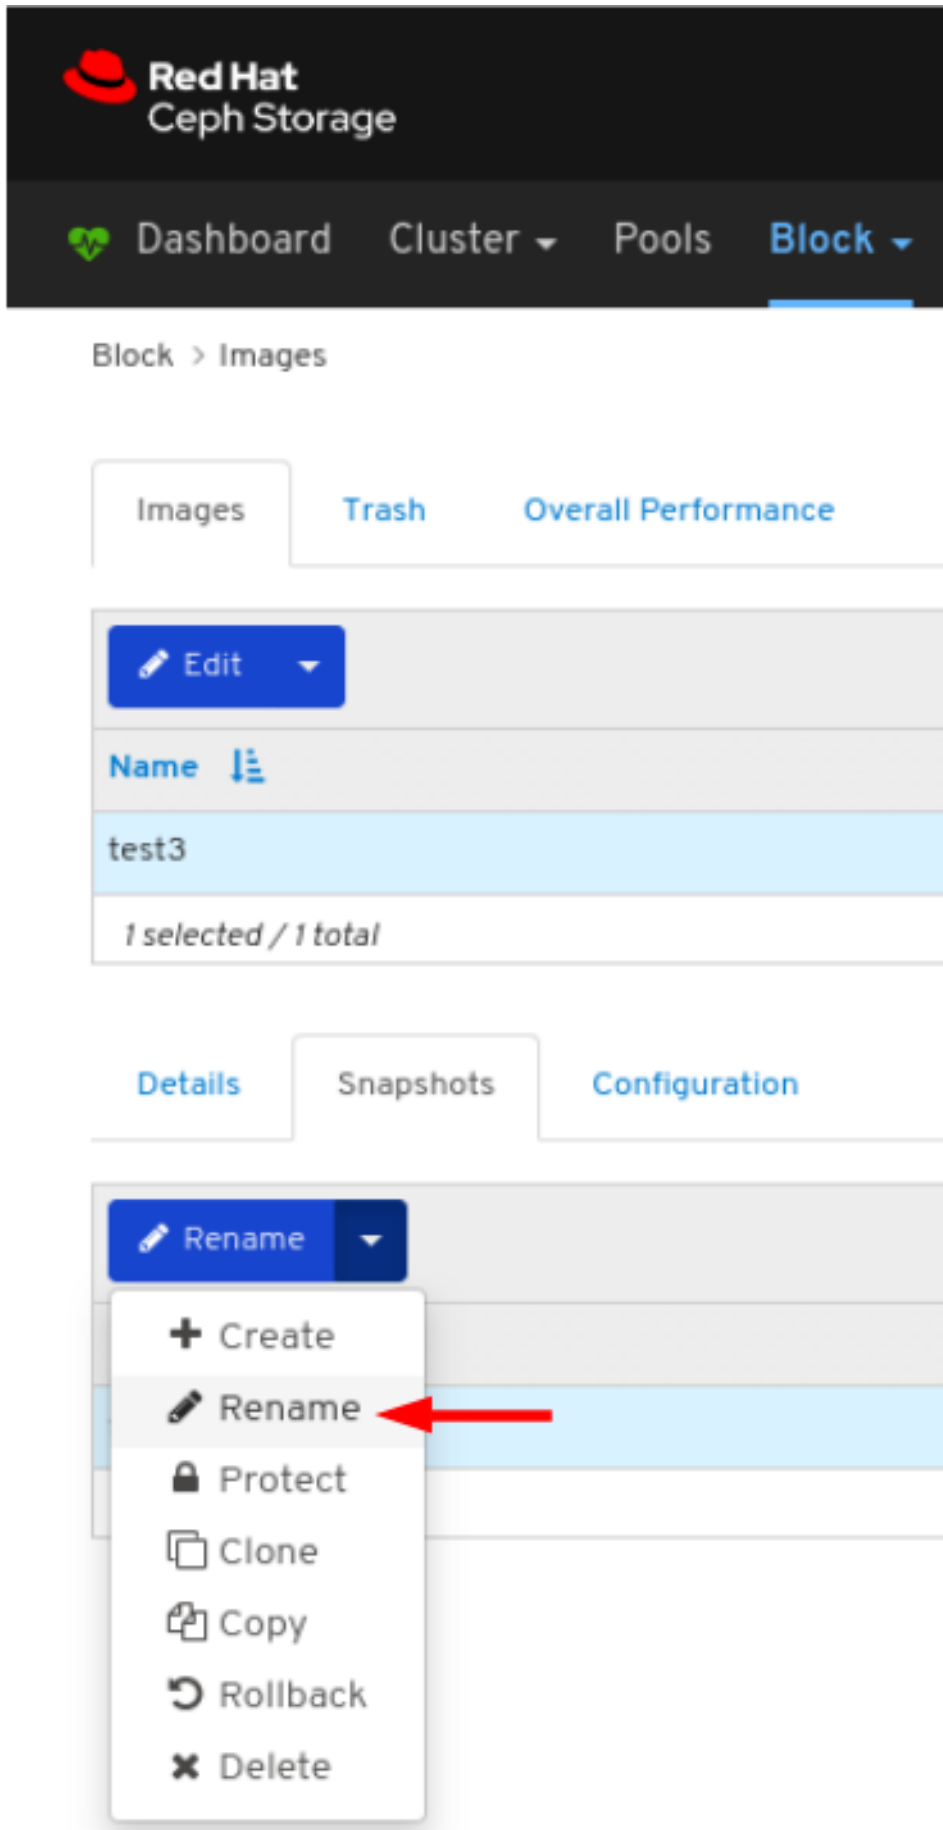 Red Hat
Ceph Storage
Dashboard Cluster Pools Block
Block > Images
Images Trash Overall Performance
Edit
Name
test3
1 selected / 1 total
Details Snapshots Configuration
Rename
Create
Rename
Protect
Clone
Copy
Rollback
Delete